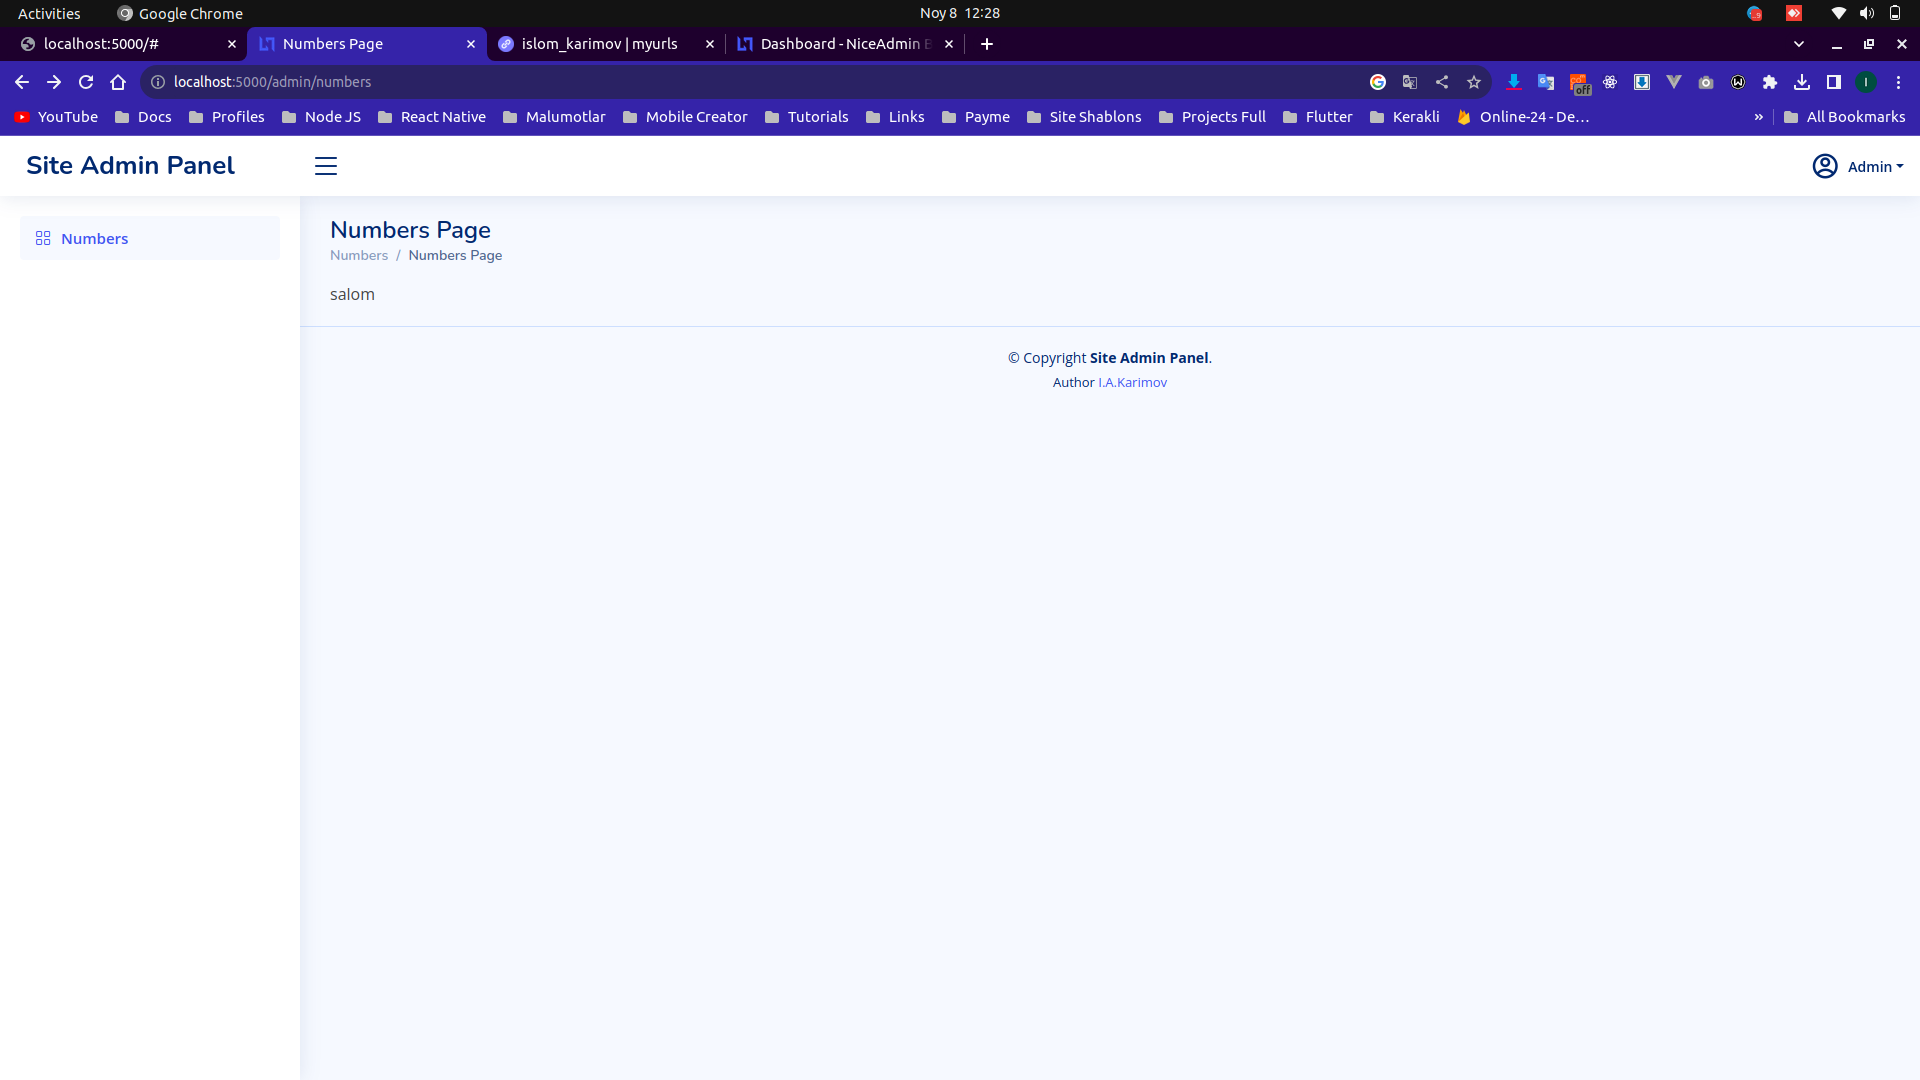 Activities Google Chrome Noy 8 12:28
localhost:5000/# Numbers Page islom_karimov | myurls Dashboard - NiceAdmin B
localhost:5000/admin/numbers off I
YouTube Docs Profiles Node JS React Native Malumotlar Mobile Creator Tutorials Links Payme Site Shablons Projects Full Flutter Kerakli Online-24 - De... » All Bookmarks
Site Admin Panel Admin
Numbers
Numbers Page
Numbers / Numbers Page
salom
© Copyright Site Admin Panel.
Author I.A.Karimov